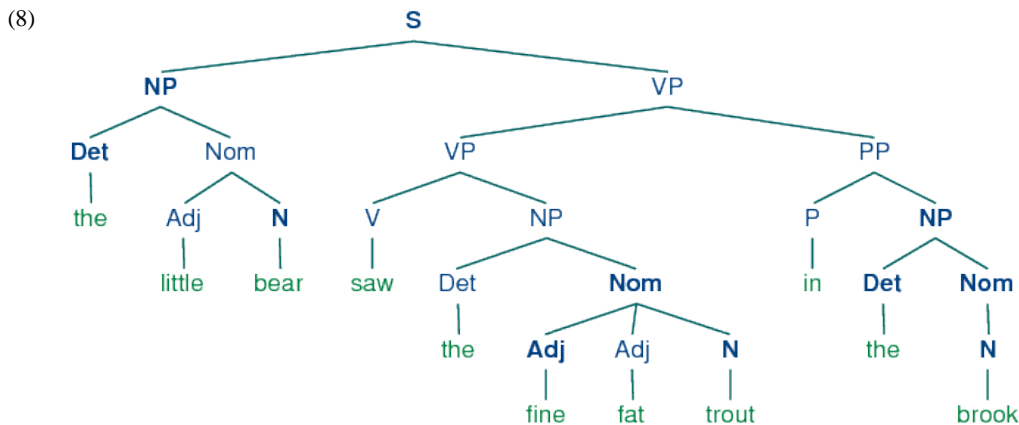 (8) S
NP VP
Det Nom VP PP
the Adj N V NP P NP
little bear saw Det Nom in Det Nom
the Adj Adj N the N
fine fat trout brook